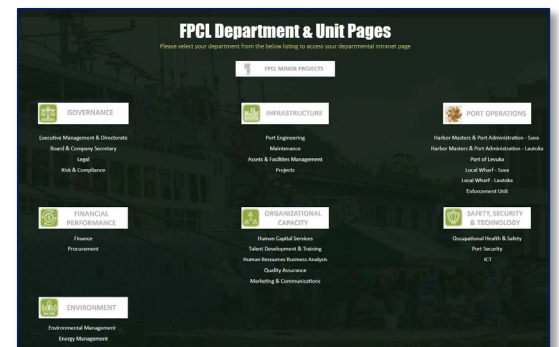 FPCL Department & Unit Pages
Please select your department from the below listing to access your departmental intranet page
FPCL MINOR PROJECTS
GOVERNANCE
Executive Management & Directorate
Board & Company Secretary
Legal
Risk & Compliance
INFRASTRUCTURE
Port Engineering
Maintenance
Assets & Facilities Management
Projects
PORT OPERATIONS
Harbor Masters & Port Administration - Suva
Harbor Masters & Port Administration - Lautoka
Port of Levuka
Local Wharf - Suva
Local Wharf - Lautoka
Enforcement Unit
FINANCIAL
PERFORMANCE
Finance
Procurement
ORGANIZATIONAL
CAPACITY
Human Capital Services
Talent Development & Training
Human Resources Business Analysis
Quality Assurance
Marketing & Communications
SAFETY, SECURITY
& TECHNOLOGY
Occupational Health & Safety
Port Security
ICT
ENVIRONMENT
Environmental Management
Energy Management